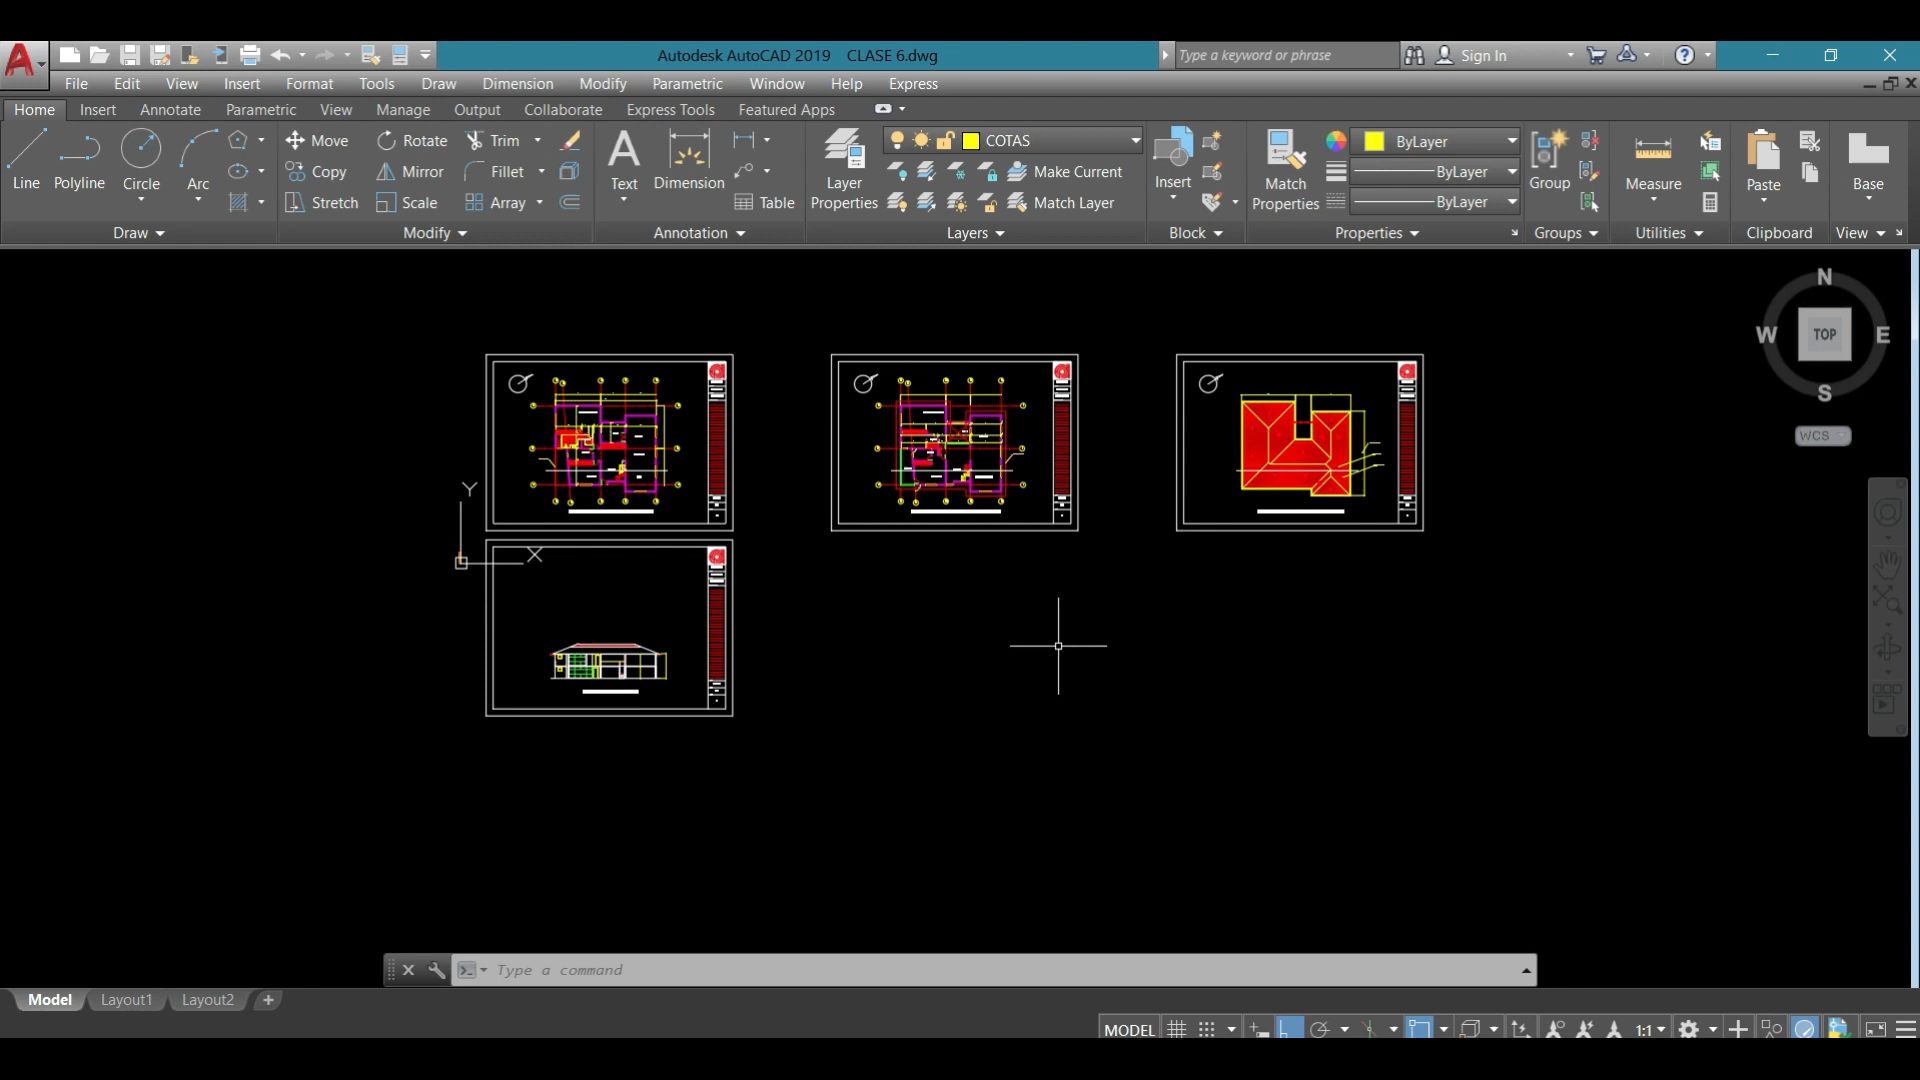 Autodesk AutoCAD 2019 CLASE 6.dwg
Type a keyword or phrase
Sign In
File Edit View Insert Format Tools Draw Dimension Modify Parametric Window Help Express
Home Insert Annotate Parametric View Manage Output Collaborate Express Tools Featured Apps
Move Rotate Trim
COTAS
ByLayer
Copy Mirror Fillet
Make Current
ByLayer
Line Polyline Circle Arc
Text Dimension
Layer Properties
Insert
Match Properties
Group Measure Paste Base
Stretch Scale Array
Table
Match Layer
ByLayer
Draw Modify Annotation Layers Block Properties Groups Utilities Clipboard View
N
W TOP E
S
WCS
Y
X
Type a command
Model Layout1 Layout2 +
MODEL 1:1